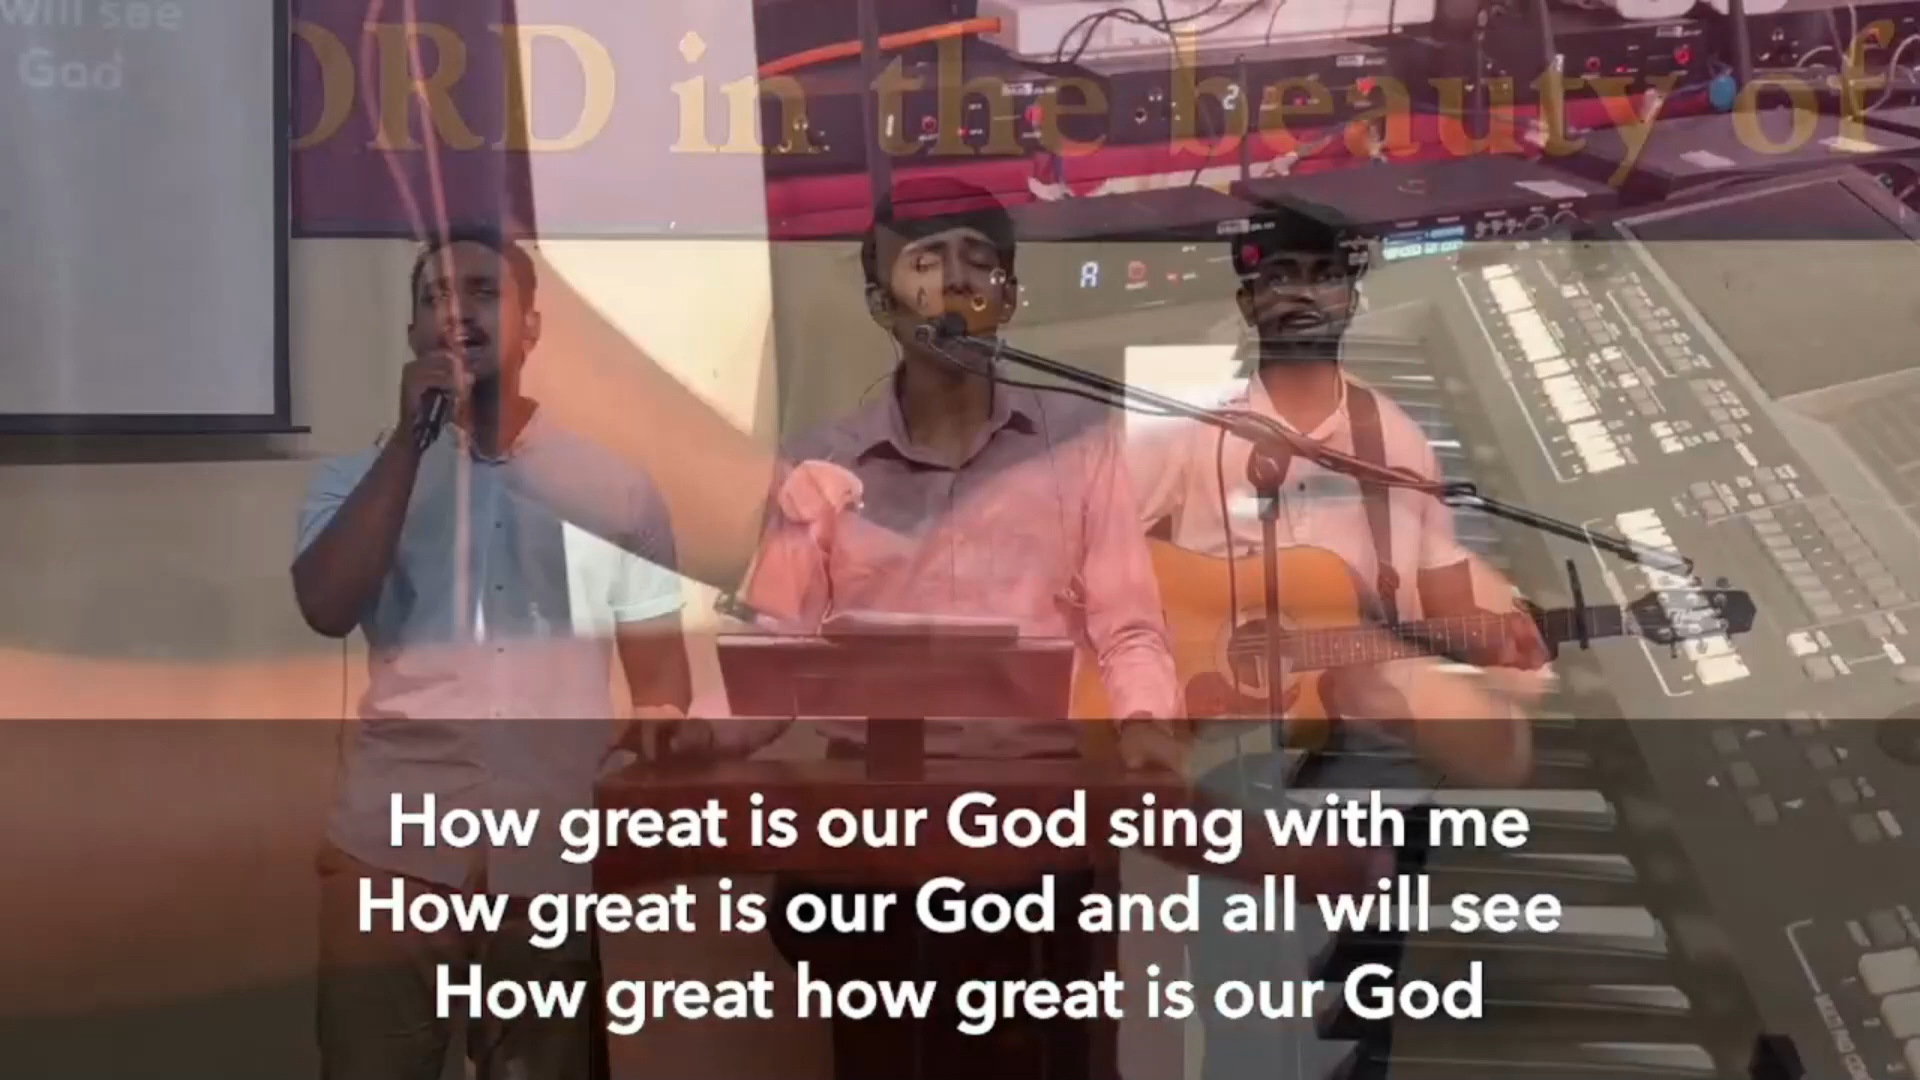 will see
God
ORD in the beauty of
2
A
How great is our God sing with me
How great is our God and all will see
How great how great is our God